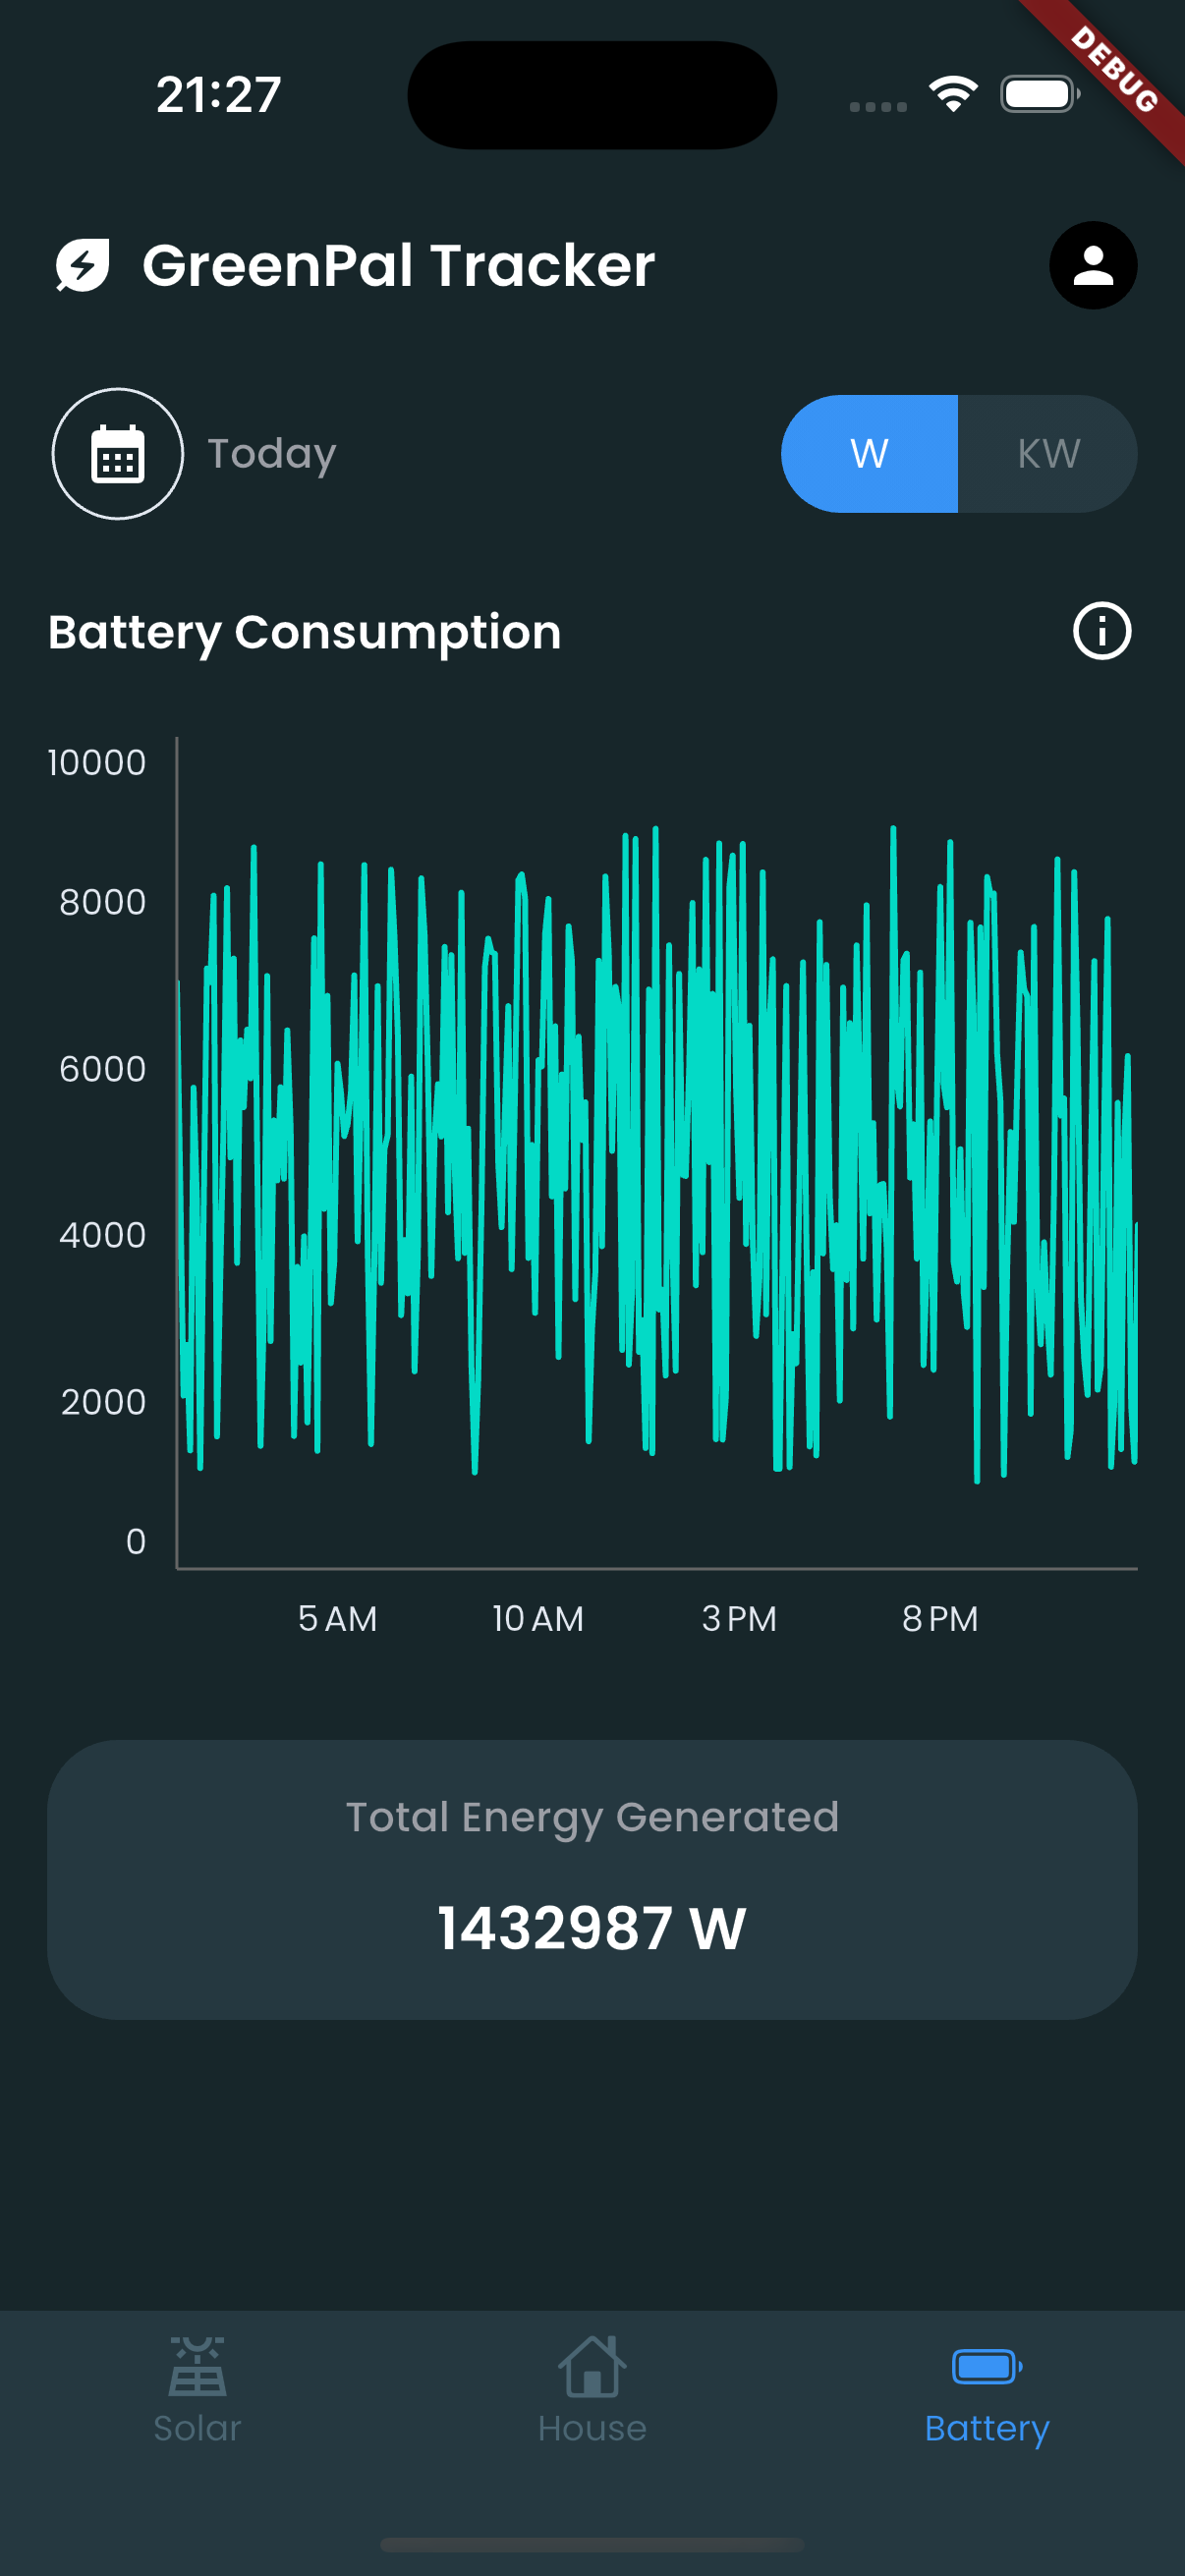 21:27
DEBUG
GreenPal Tracker
Today
W
KW
Battery Consumption
10000
8000
6000
4000
2000
0
5 AM
10 AM
3 PM
8 PM
Total Energy Generated
1432987 W
Solar
House
Battery